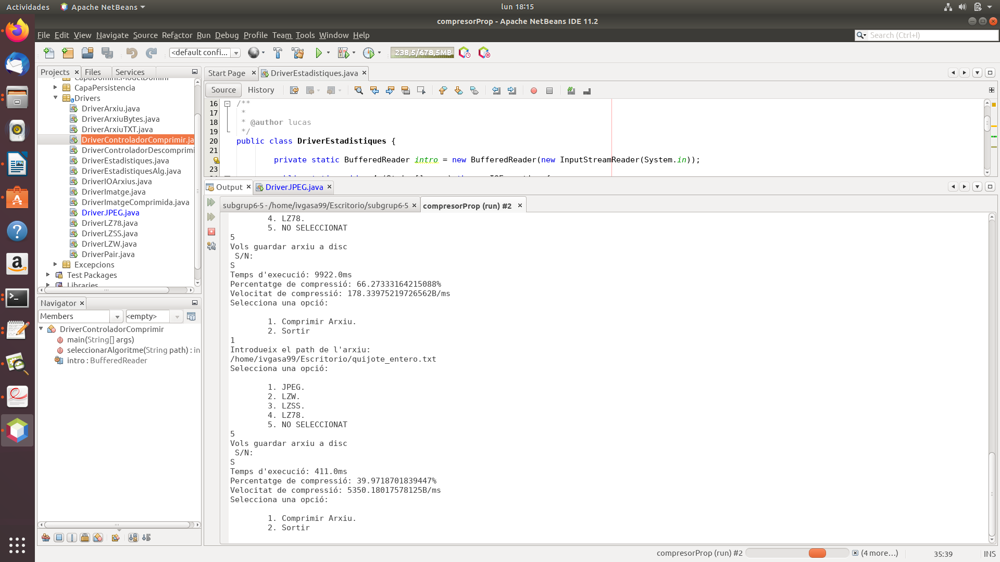 Actividades
Apache NetBeans
lun 18:15
compresorProp - Apache NetBeans IDE 11.2
File Edit View Navigate Source Refactor Run Debug Profile Team Tools Window Help
Search (Ctrl+I)
<default confi...
238,5/678,5MB
Projects
Files
Services
CapaDomini.ModelDomini
CapaPersistencia
Drivers
DriverArxiu.java
DriverArxiuBytes.java
DriverArxiuTXT.java
DriverControladorComprimir.ja
DriverControladorDescomprimi
DriverEstadistiques.java
DriverEstadistiquesAlg.java
DriverIOArxius.java
DriverImatge.java
DriverImatgeComprimida.java
DriverJPEG.java
DriverLZ78.java
DriverLZSS.java
DriverLZW.java
DriverPair.java
Excepcions
Test Packages
Libraries
Navigator
Members
<empty>
DriverControladorComprimir
main(String[] args)
seleccionarAlgoritme(String path) : in
intro : BufferedReader
Start Page
DriverEstadistiques.java
Source
History
16 /**
17 *
18 * @author lucas
19 */
20 public class DriverEstadistiques {
21
private static BufferedReader intro = new BufferedReader(new InputStreamReader(System.in));
23
Output
DriverJPEG.java
subgrup6-5 - /home/ivgasa99/Escritorio/subgrup6-5
compresorProp (run) #2
4. LZ78.
5. NO SELECCIONAT
5
Vols guardar arxiu a disc
S/N:
S
Temps d'execució: 9922.0ms
Percentatge de compressió: 66.27333164215088%
Velocitat de compressió: 178.33975219726562B/ms
Selecciona una opció:
1. Comprimir Arxiu.
2. Sortir
1
Introdueix el path de l'arxiu:
/home/ivgasa99/Escritorio/quijote_entero.txt
Selecciona una opció:
1. JPEG.
2. LZW.
3. LZSS.
4. LZ78.
5. NO SELECCIONAT
5
Vols guardar arxiu a disc
S/N:
S
Temps d'execució: 411.0ms
Percentatge de compressió: 39.9718701839447%
Velocitat de compressió: 5350.18017578125B/ms
Selecciona una opció:
1. Comprimir Arxiu.
2. Sortir
compresorProp (run) #2
(4 more...)
35:39
INS